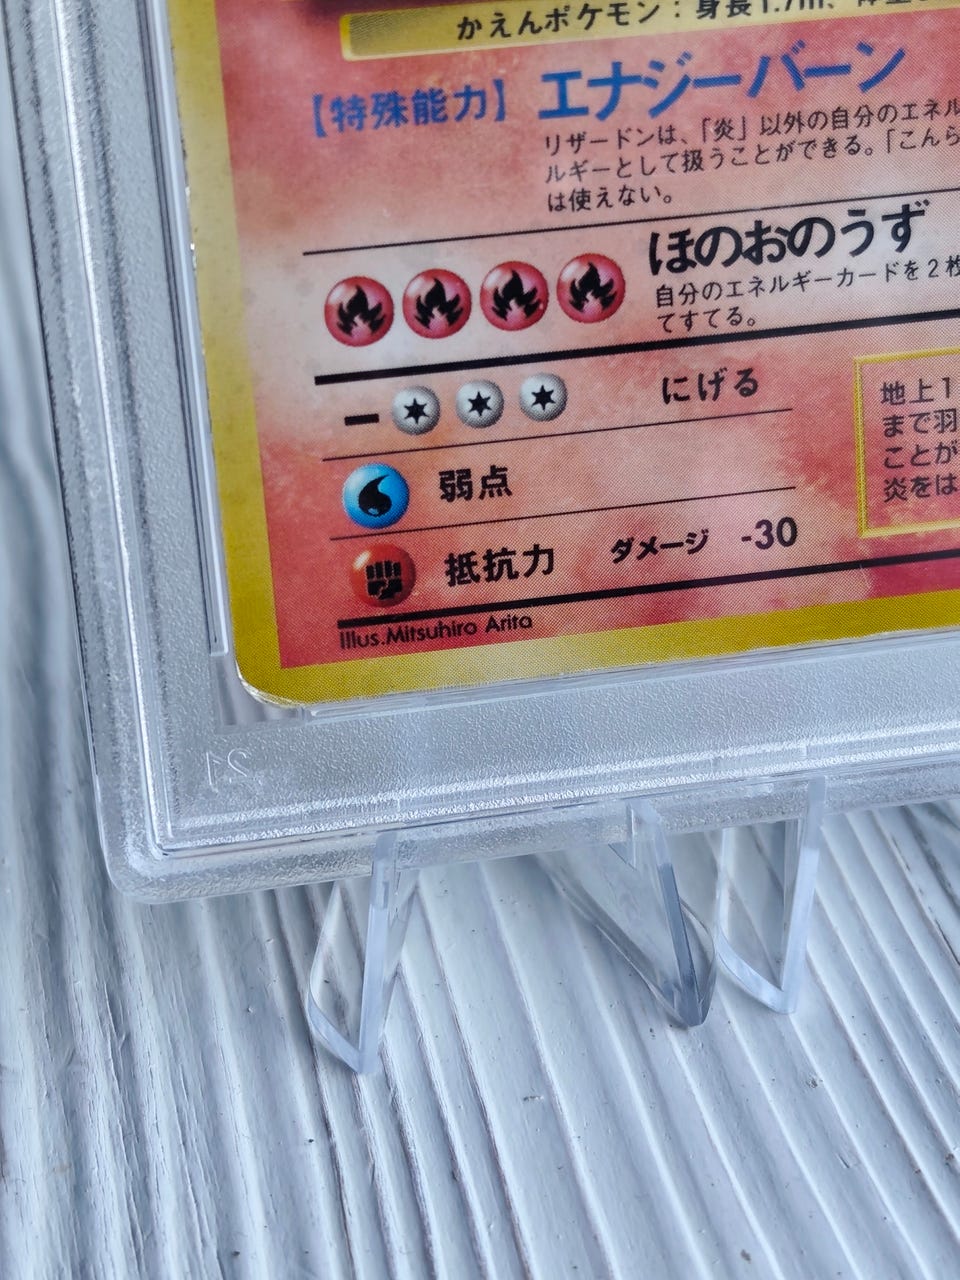 かえんポケモン：身長1.7m、
【特殊能力】 エナジーバーン
リザードンは、「炎」以外の自分のエネル
ルギーとして扱うことができる。「こんら
は使えない。
ほのおのうず
自分のエネルギーカードを2枚
てすてる。
にげる
弱点
抵抗力 ダメージ -30
地上1
まで羽
ことが
炎をは
Illus.Mitsuhiro Arita